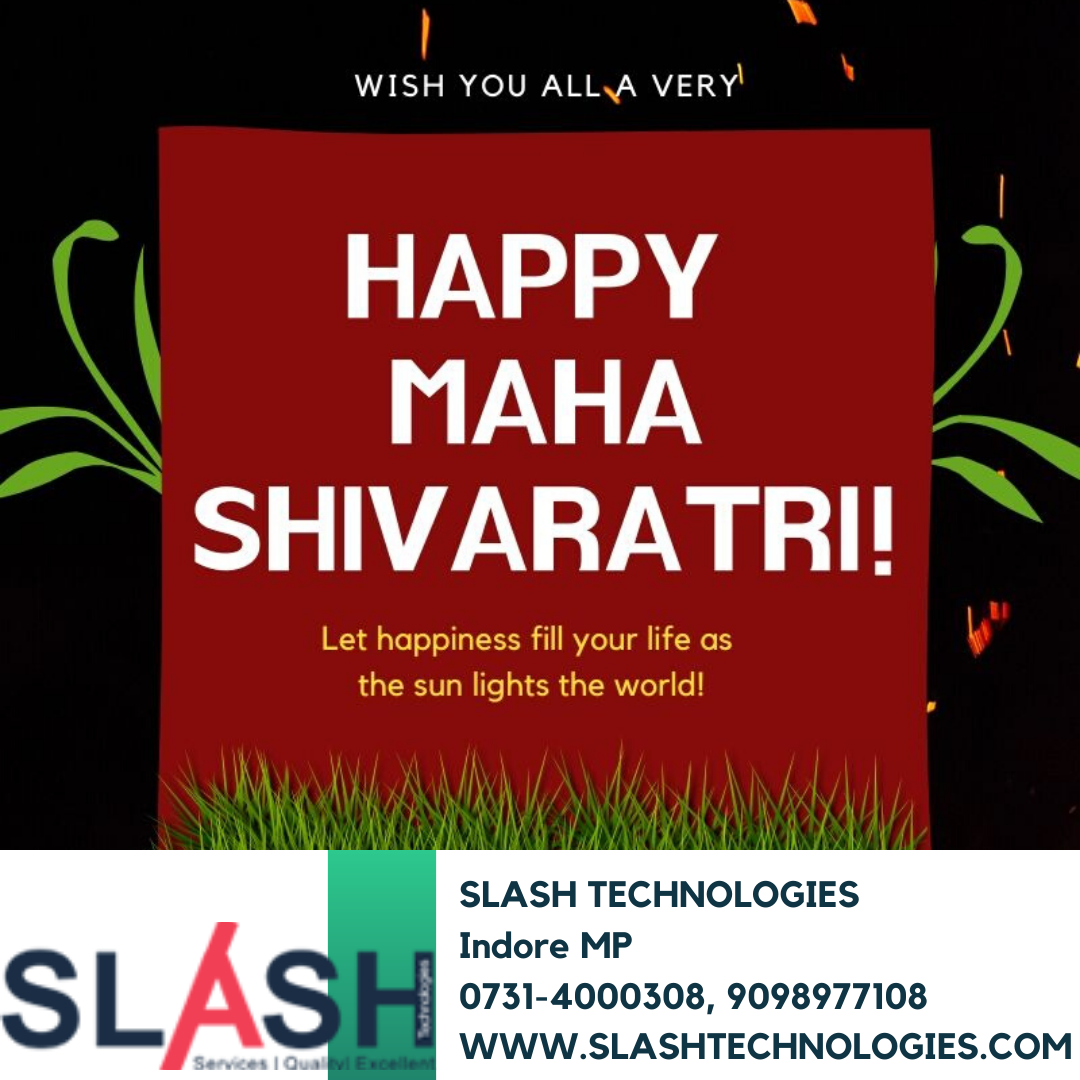 WISH YOU ALL A VERY
HAPPY
MAHA
SHIVARATRI!
Let happiness fill your life as
the sun lights the world!
SLASH
Technologies
Services | Quality| Excellent
SLASH TECHNOLOGIES
Indore MP
0731-4000308, 9098977108
WWW.SLASHTECHNOLOGIES.COM